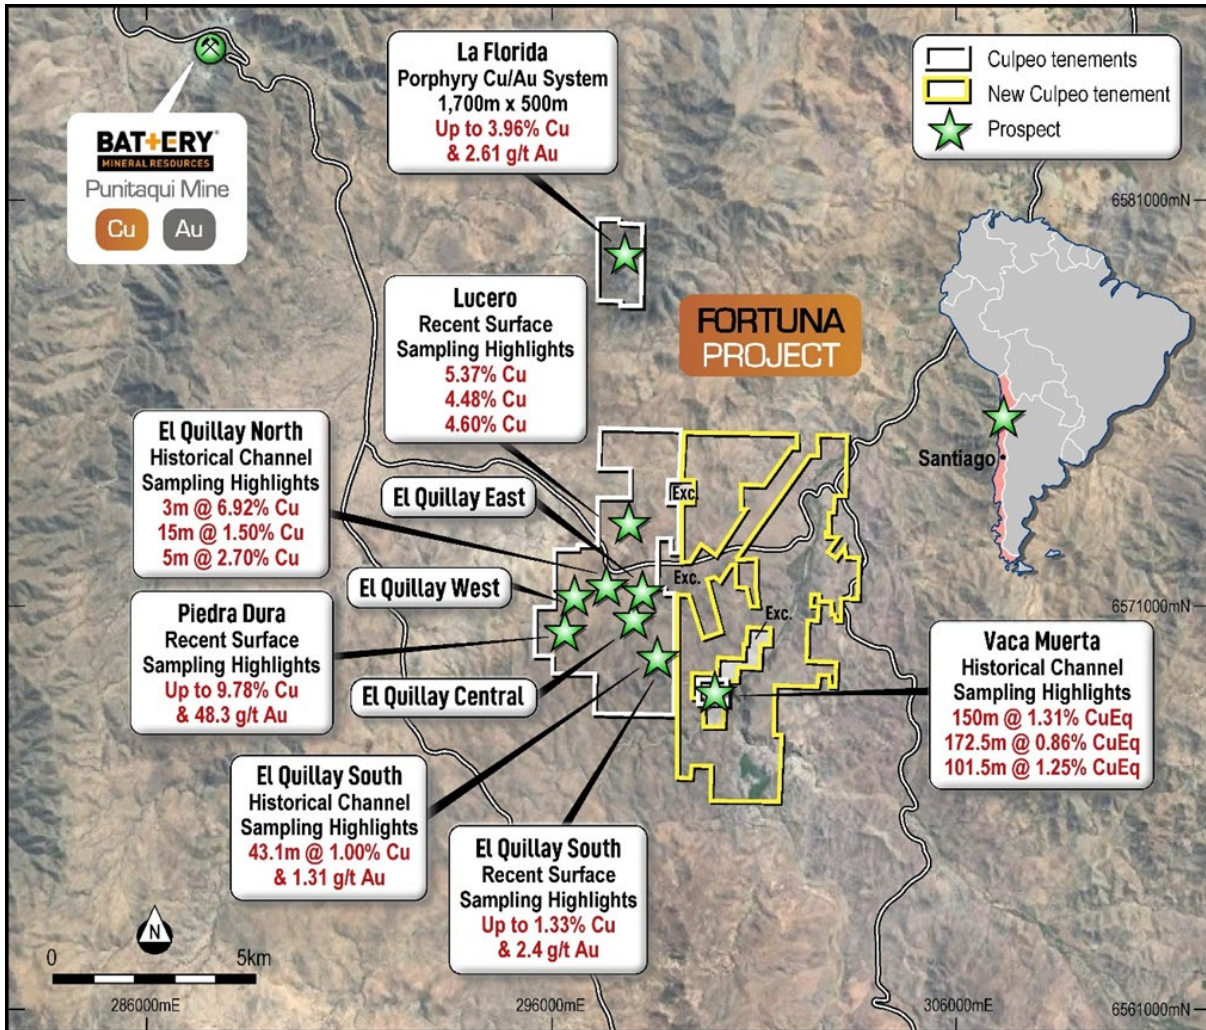 La Florida
Porphyry Cu/Au System
1,700m x 500m
Up to 3.96% Cu
& 2.61 g/t Au
Culpeo tenements
New Culpeo tenement
Prospect
BATTERY®
MINERAL RESOURCES
Punitaqui Mine
Cu
Au
6581000mN
Lucero
Recent Surface
Sampling Highlights
5.37% Cu
4.48% Cu
4.60% Cu
FORTUNA
PROJECT
El Quillay North
Historical Channel
Sampling Highlights
3m @ 6.92% Cu
15m @ 1.50% Cu
5m @ 2.70% Cu
Santiago
El Quillay East
Exc.
El Quillay West
Exc.
Exc.
6571000mN
Piedra Dura
Recent Surface
Sampling Highlights
Up to 9.78% Cu
& 48.3 g/t Au
El Quillay Central
Vaca Muerta
Historical Channel
Sampling Highlights
150m @ 1.31% CuEq
172.5m @ 0.86% CuEq
101.5m @ 1.25% CuEq
El Quillay South
Historical Channel
Sampling Highlights
43.1m @ 1.00% Cu
& 1.31 g/t Au
El Quillay South
Recent Surface
Sampling Highlights
Up to 1.33% Cu
& 2.4 g/t Au
N
0
5km
286000mE
296000mE
306000mE
6561000mN